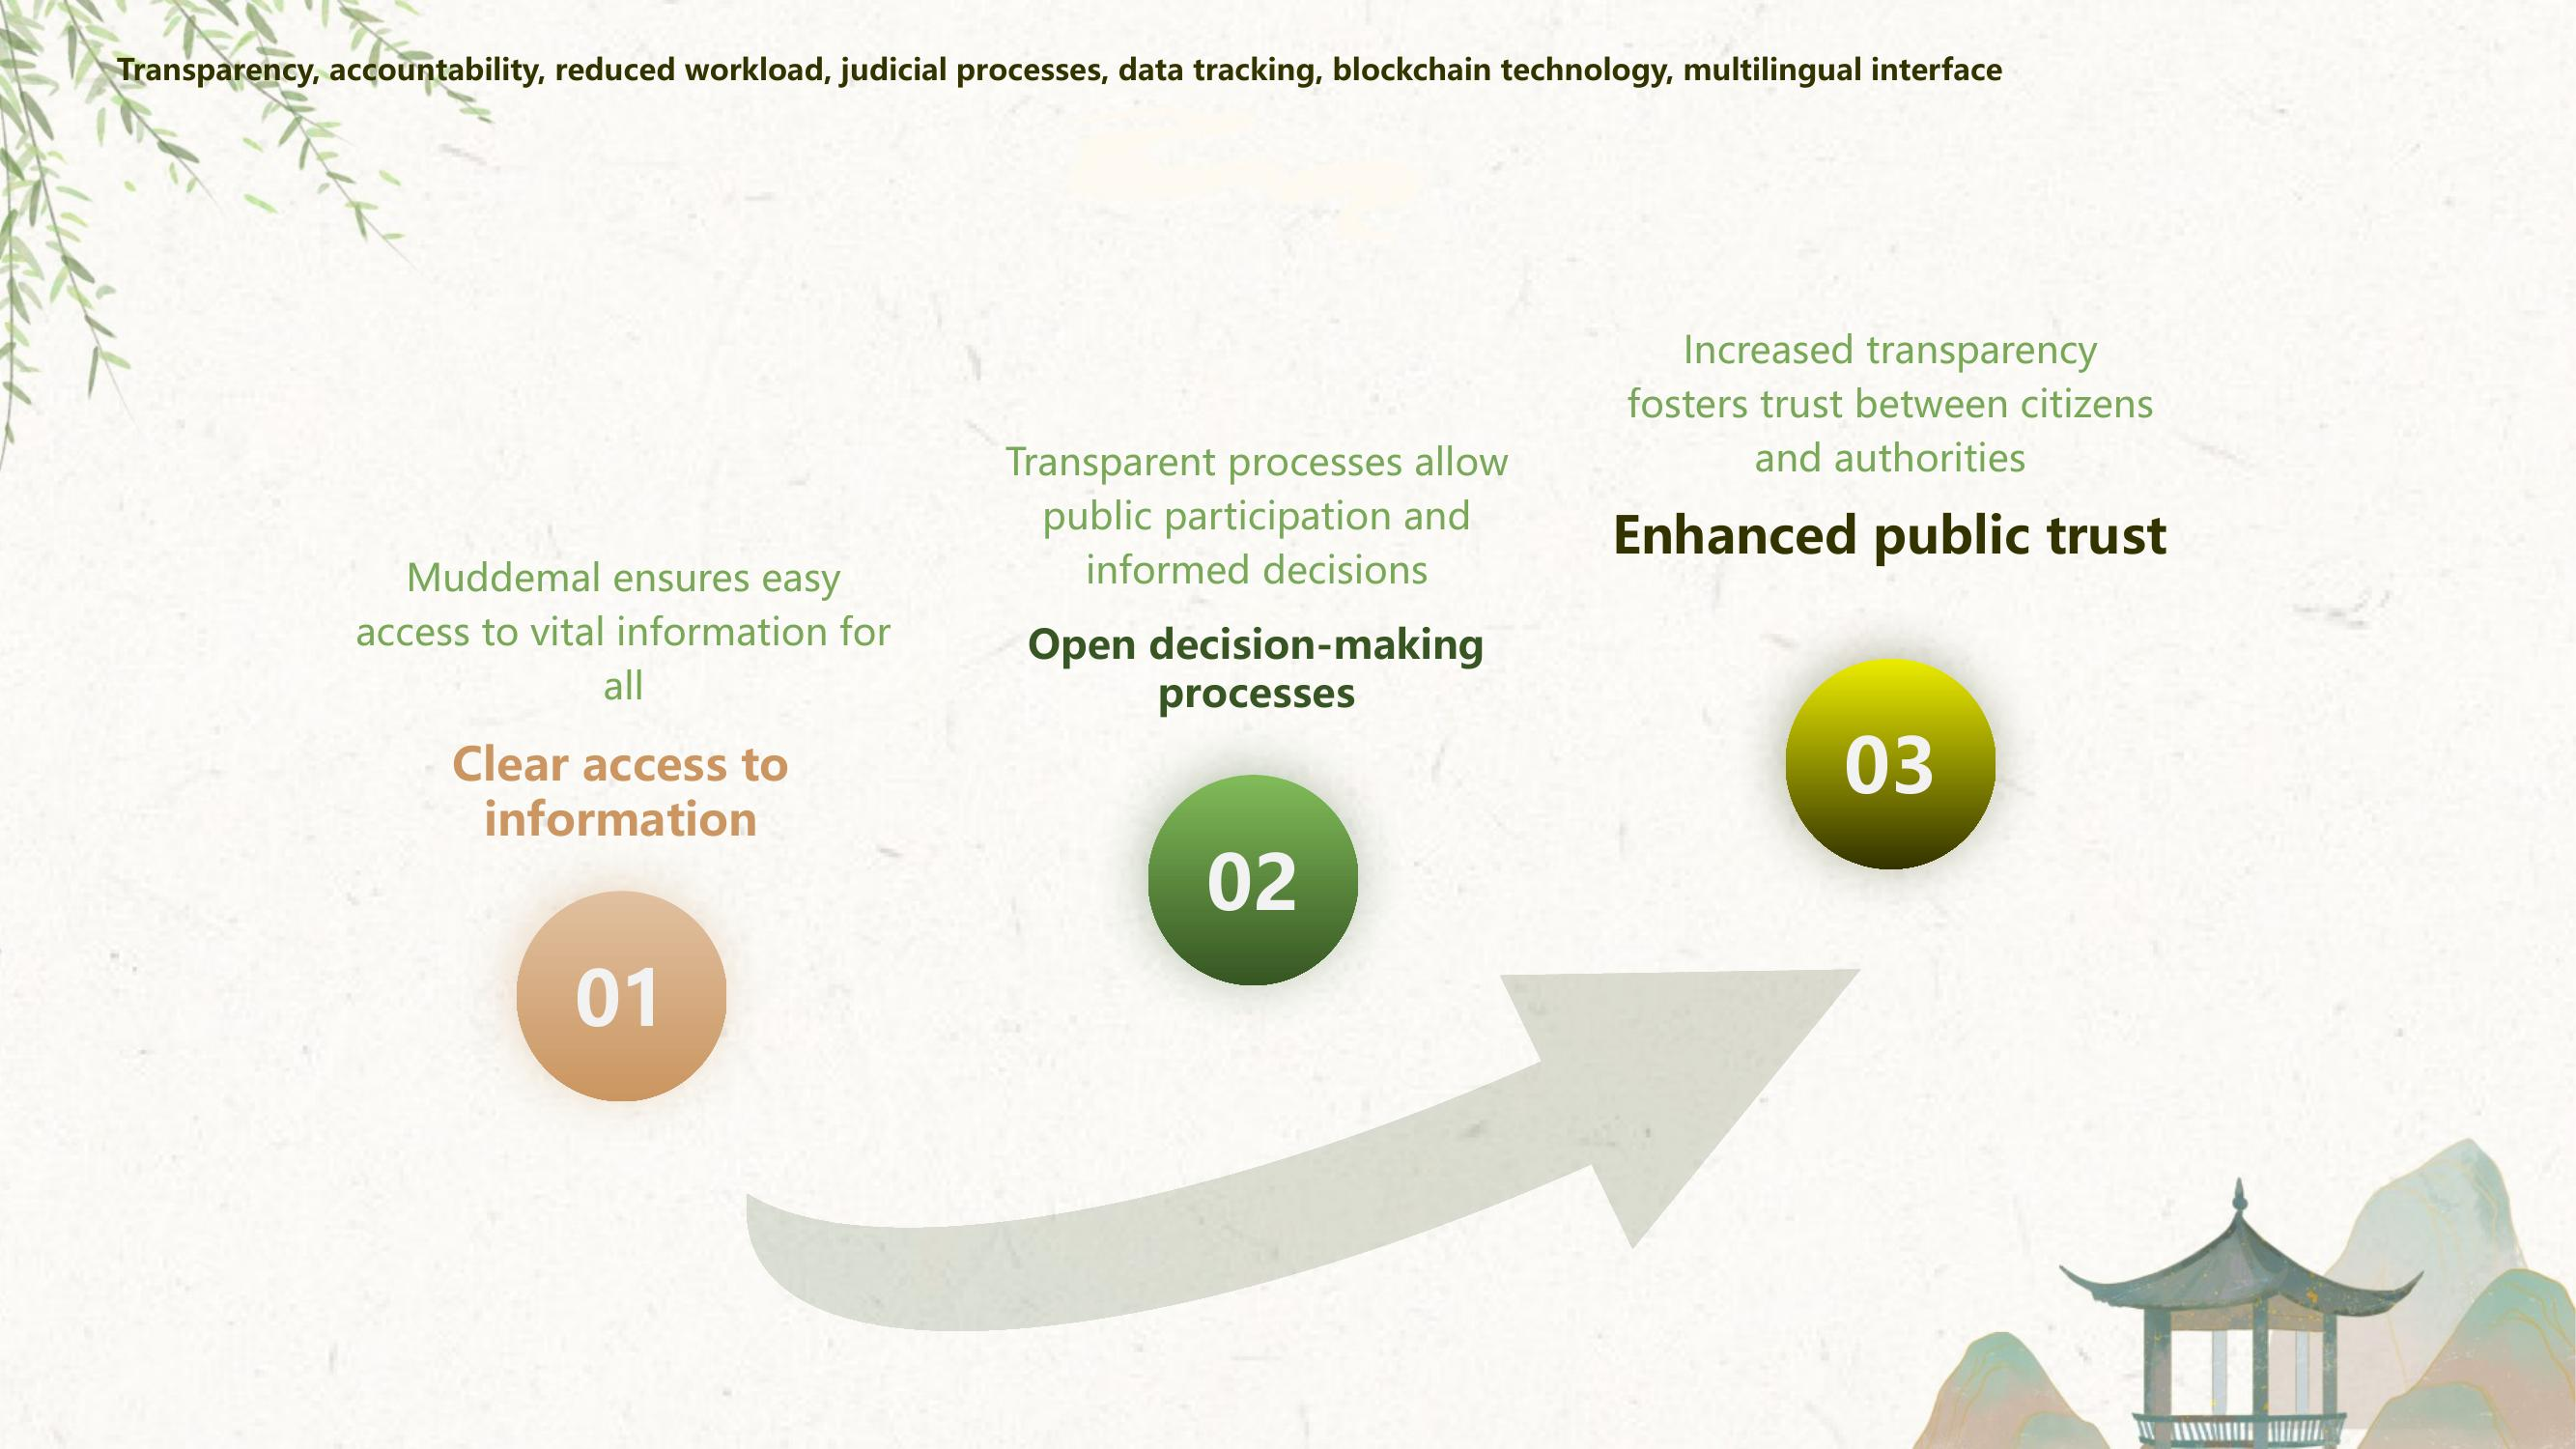 Transparency, accountability, reduced workload, judicial processes, data tracking, blockchain technology, multilingual interface
Muddemal ensures easy
access to vital information for
all
Clear access to
information
01
Transparent processes allow
public participation and
informed decisions
Open decision-making
processes
02
Increased transparency
fosters trust between citizens
and authorities
Enhanced public trust
03